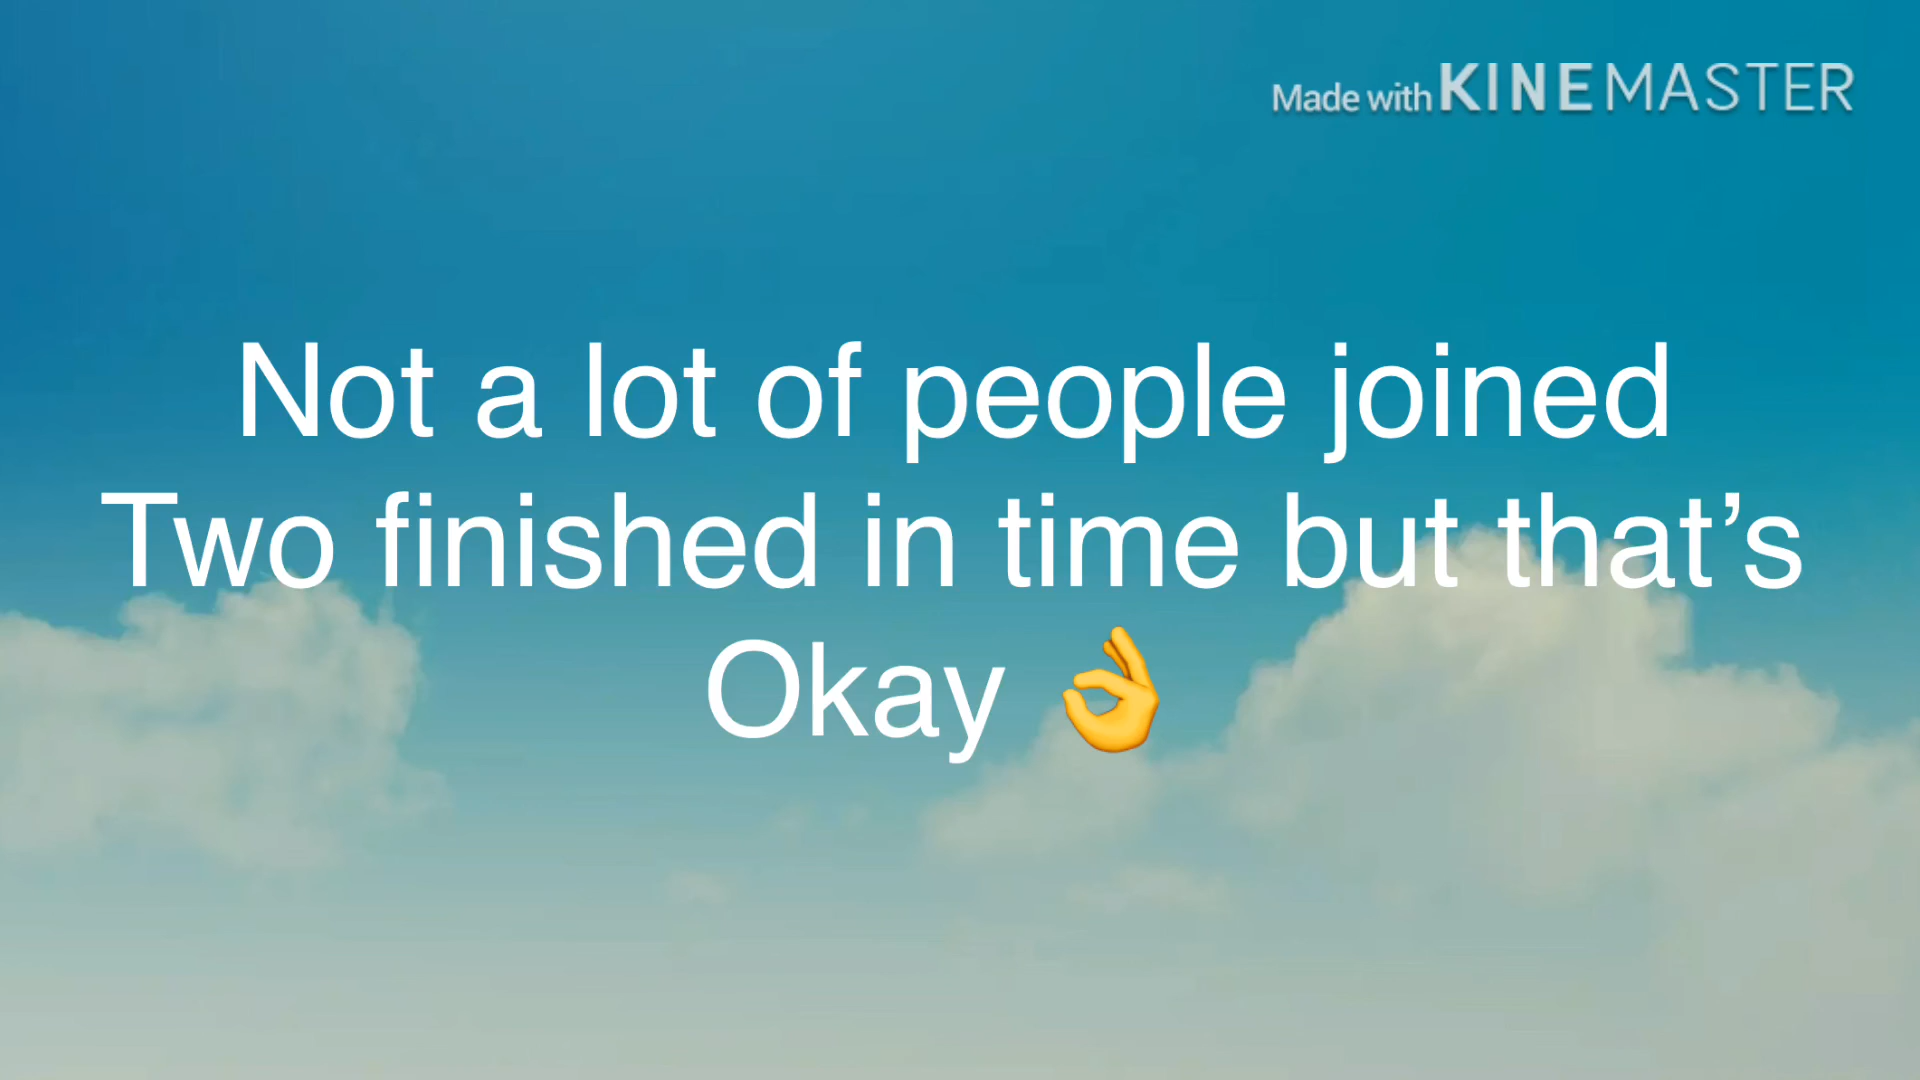 Made with KINEMASTER
Not a lot of people joined
Two finished in time but that’s
Okay 👌